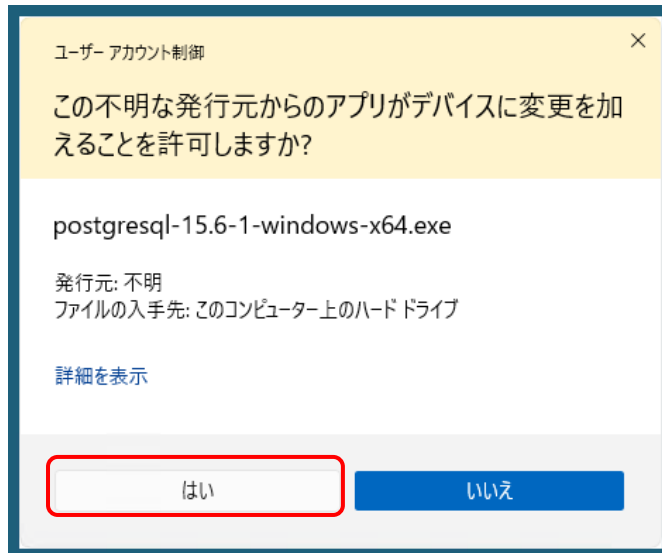 ユーザー アカウント制御
この不明な発行元からのアプリがデバイスに変更を加
えることを許可しますか?
postgresql-15.6-1-windows-x64.exe
発行元: 不明
ファイルの入手先: このコンピューター上のハード ドライブ
詳細を表示
はい
いいえ